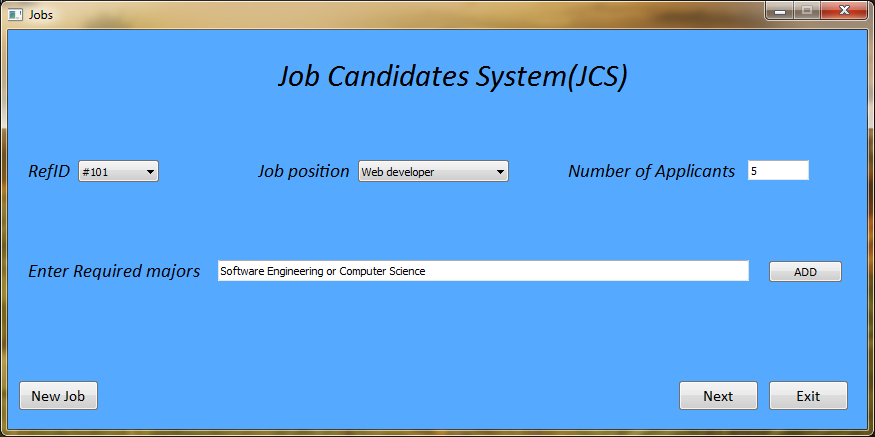 Jobs
Job Candidates System(JCS)
RefID #101 Job position Web developer Number of Applicants 5
Enter Required majors Software Engineering or Computer Science ADD
New Job Next Exit